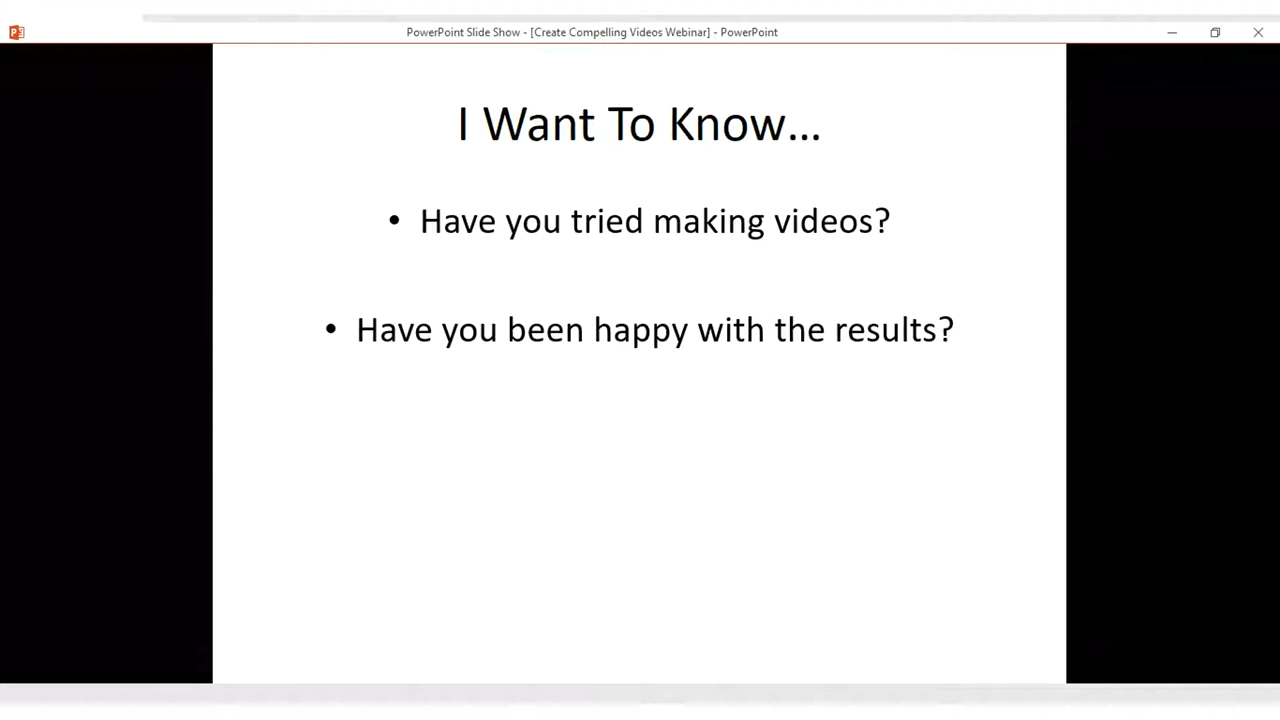 PowerPoint Slide Show - [Create Compelling Videos Webinar] - PowerPoint
I Want To Know...
• Have you tried making videos?
• Have you been happy with the results?